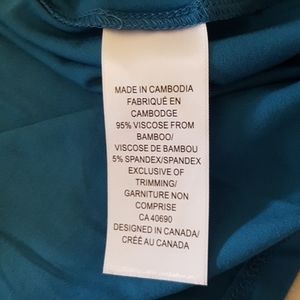 MADE IN CAMBODIA
FABRIQUÉ EN
CAMBODGE
95% VISCOSE FROM
BAMBOO/
VISCOSE DE BAMBOU
5% SPANDEX/SPANDEX
EXCLUSIVE OF
TRIMMING/
GARNITURE NON
COMPRISE
CA 40690
DESIGNED IN CANADA/
CRÉÉ AU CANADA